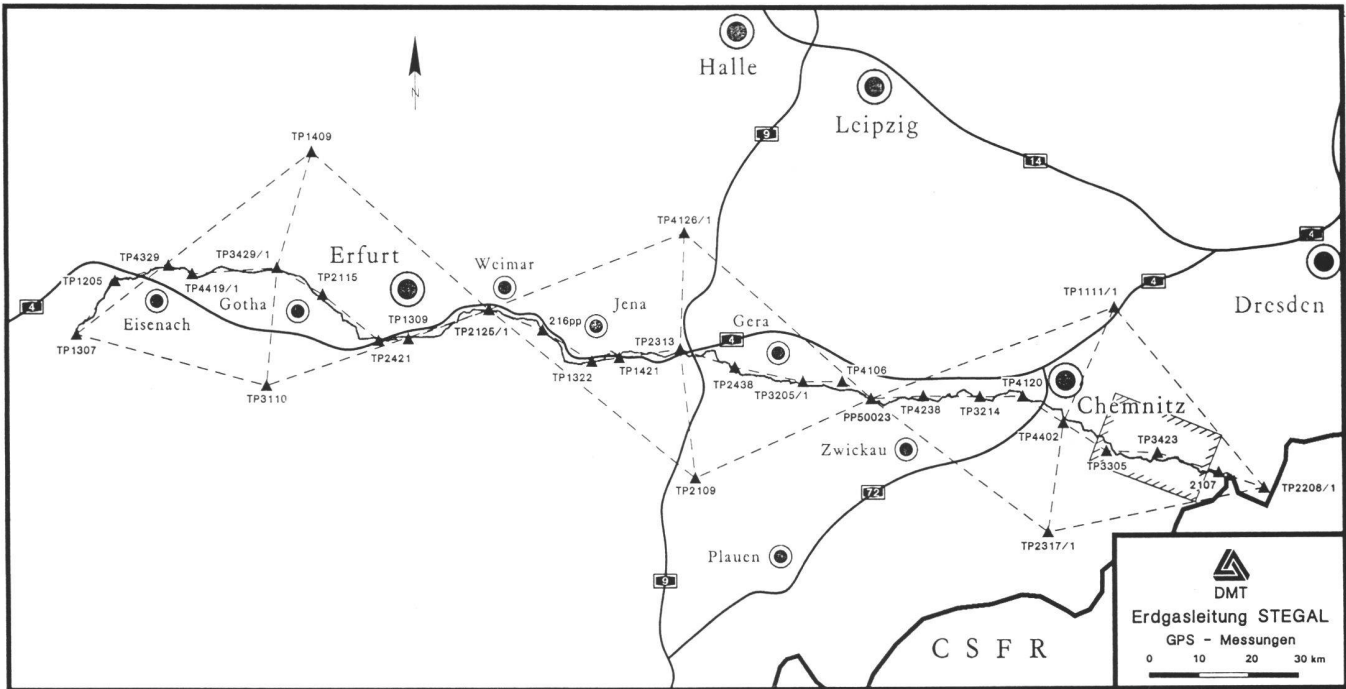 Halle
Leipzig
9
14
N
TP1409
TP4126/1
4
TP4329
TP3429/1
Erfurt
Weimar
TP1205
TP4419/1
TP2115
Gotha
Eisenach
4
TP1309
TP2125/1
216pp
Jena
TP1307
TP2421
TP3110
TP1322
TP1421
TP2313
4
Gera
TP2438
TP4106
TP3205/1
TP1111/1
4
Dresden
PP50023
TP4238
TP3214
TP4120
Chemnitz
TP4402
TP3305
TP3423
2107
TP2208/1
Zwickau
TP2109
72
TP2317/1
Plauen
9
CSFR
DMT
Erdgasleitung STEGAL
GPS - Messungen
0 10 20 30 km